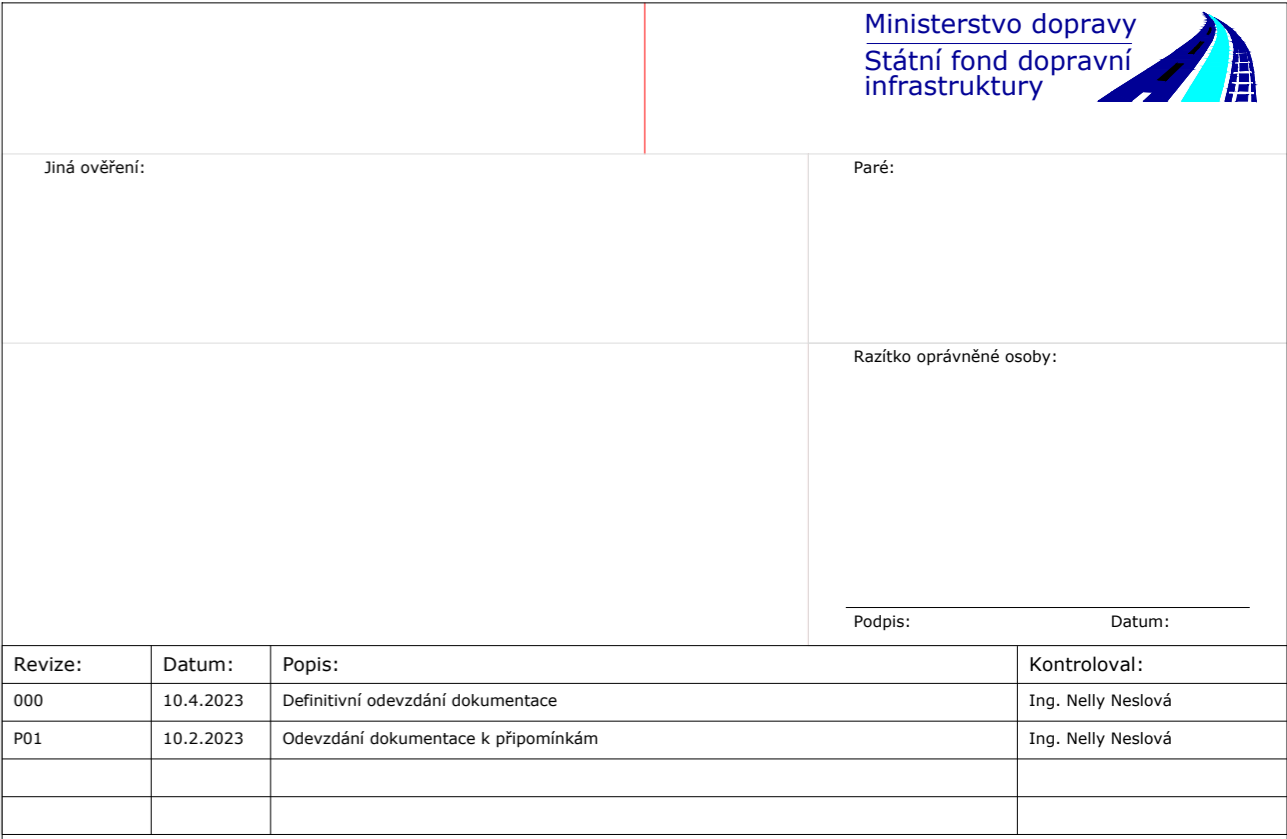 Ministerstvo dopravy
Státní fond dopravní
infrastruktury
Jiná ověření:
Paré:
Razítko oprávněné osoby:
Podpis: Datum:
Revize: Datum: Popis: Kontroloval:
000 10.4.2023 Definitivní odevzdání dokumentace Ing. Nelly Neslová
P01 10.2.2023 Odevzdání dokumentace k připomínkám Ing. Nelly Neslová